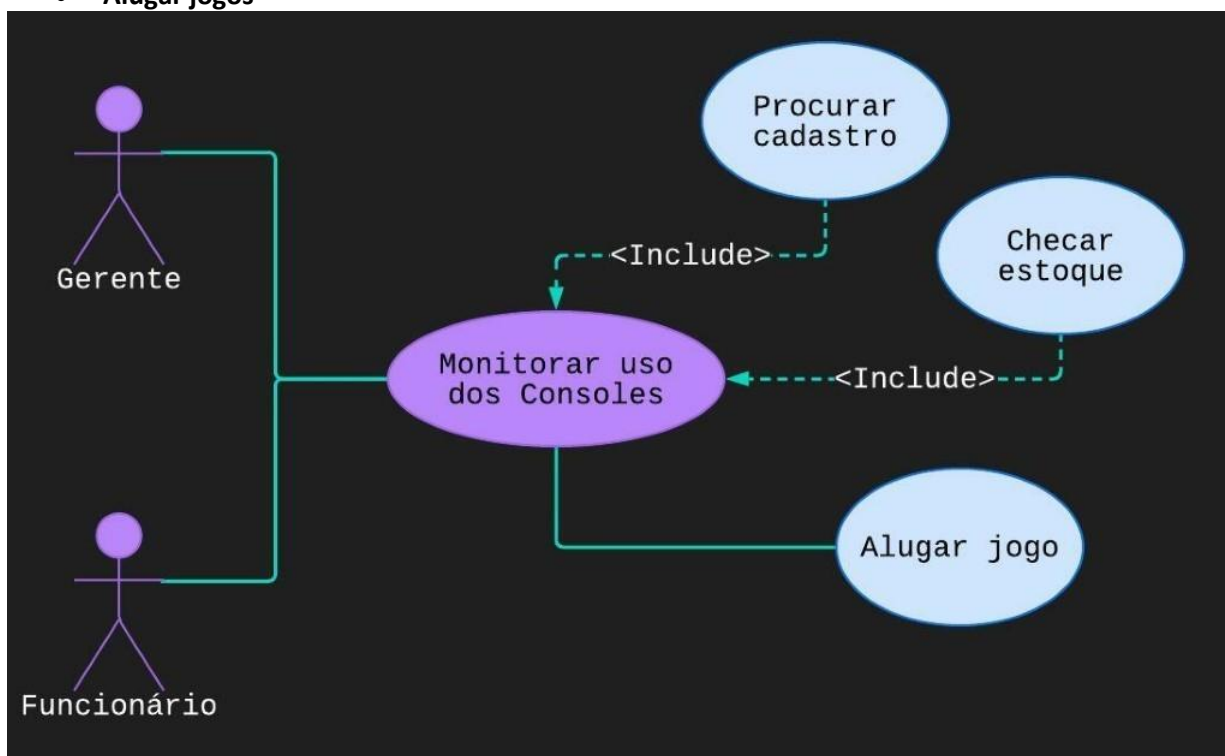 Alugar jogos
Procurar
cadastro
Checar
estoque
<Include>
Gerente
Monitorar uso
dos Consoles
<Include>
Alugar jogo
Funcionário